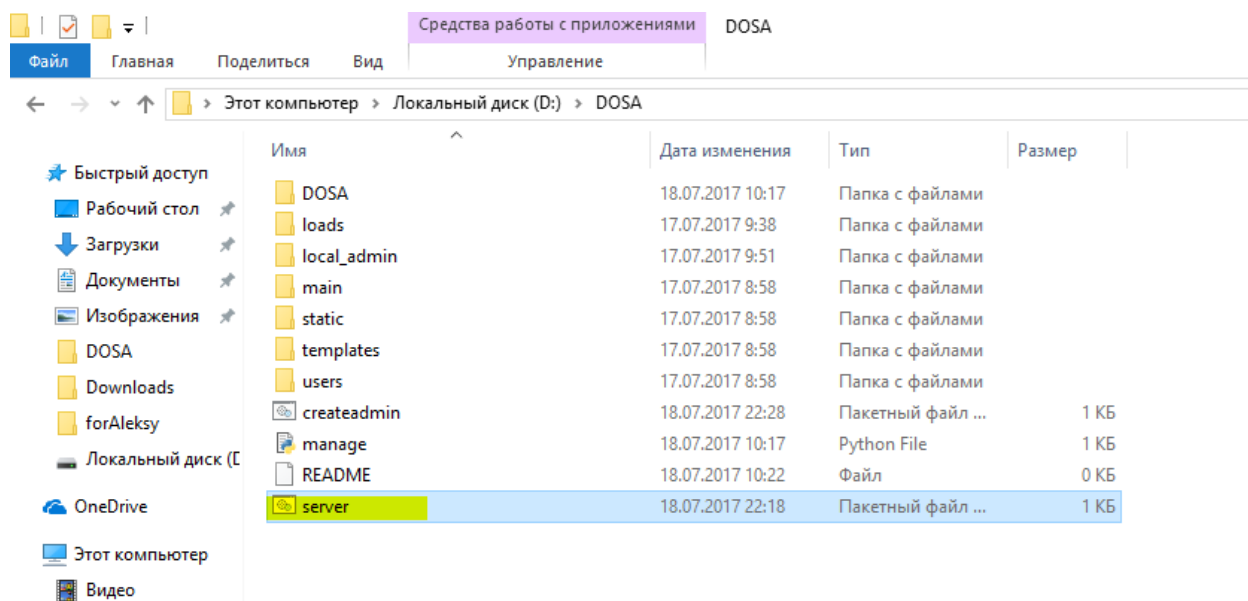 Средства работы с приложениями DOSA
Файл Главная Поделиться Вид Управление
Этот компьютер > Локальный диск (D:) > DOSA
Имя Дата изменения Тип Размер
Быстрый доступ
Рабочий стол
Загрузки
Документы
Изображения
DOSA
Downloads
forAleksy
Локальный диск (D
OneDrive
Этот компьютер
Видео
DOSA 18.07.2017 10:17 Папка с файлами
loads 17.07.2017 9:38 Папка с файлами
local_admin 17.07.2017 9:51 Папка с файлами
main 17.07.2017 8:58 Папка с файлами
static 17.07.2017 8:58 Папка с файлами
templates 17.07.2017 8:58 Папка с файлами
users 17.07.2017 8:58 Папка с файлами
createadmin 18.07.2017 22:28 Пакетный файл ... 1 КБ
manage 18.07.2017 10:17 Python File 1 КБ
README 18.07.2017 10:22 Файл 0 КБ
server 18.07.2017 22:18 Пакетный файл ... 1 КБ